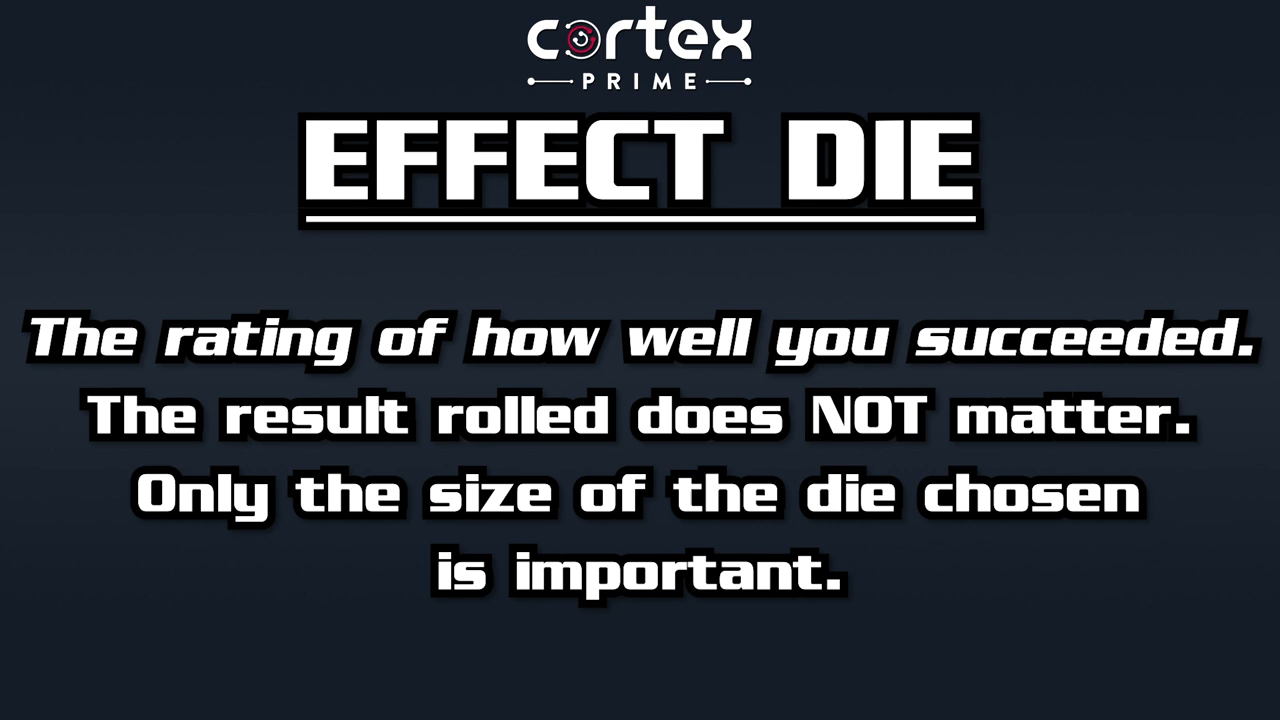 cortex
PRIME
EFFECT DIE
The rating of how well you succeeded.
The result rolled does NOT matter.
Only the size of the die chosen
is important.